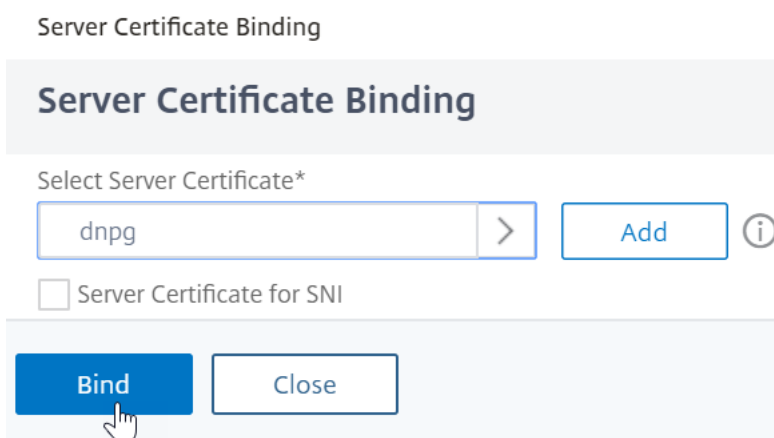 Server Certificate Binding
Server Certificate Binding
Select Server Certificate*
dnpg
Add
Server Certificate for SNI
Bind
Close